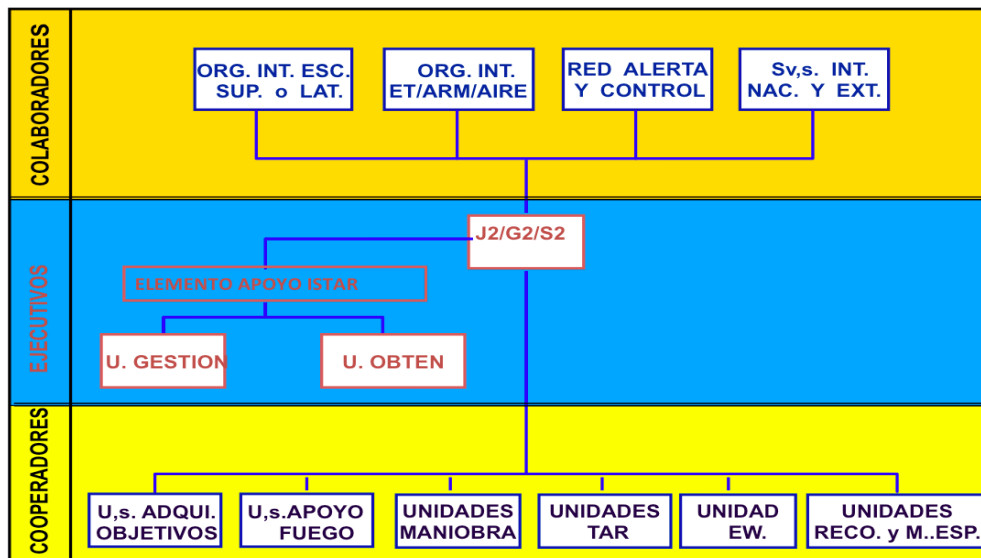 COLABORADORES
ORG. INT. ESC.
SUP. o LAT.
ORG. INT.
ET/ARM/AIRE
RED ALERTA
Y CONTROL
Sv,s. INT.
NAC. Y EXT.
EJECUTIVOS
J2/G2/S2
ELEMENTO APOYO ISTAR
U. GESTION
U. OBTEN
COOPERADORES
U,s. ADQUI.
OBJETIVOS
U,s.APOYO
FUEGO
UNIDADES
MANIOBRA
UNIDADES
TAR
UNIDAD
EW.
UNIDADES
RECO. y M..ESP.